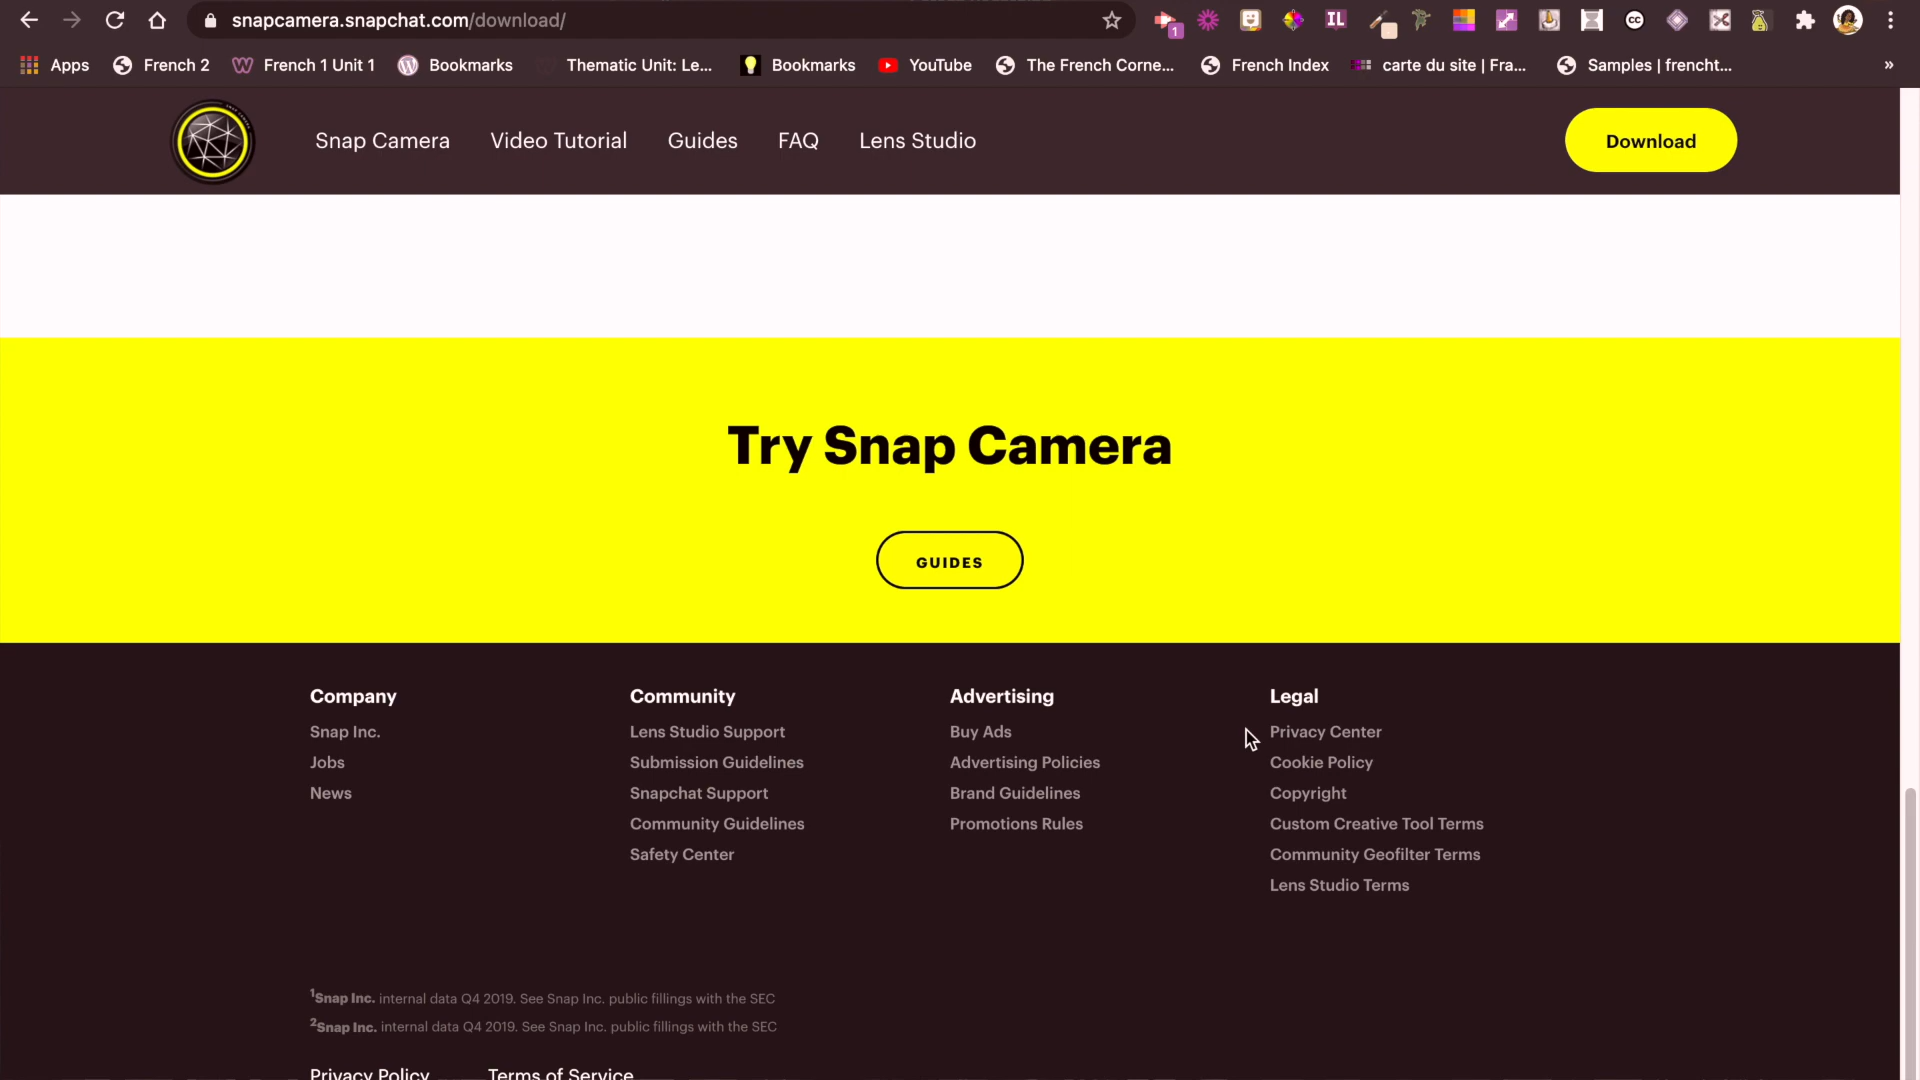 snapcamera.snapchat.com/download/
1
IL
CC
Apps
French 2
French 1 Unit 1
Bookmarks
Thematic Unit: Le...
Bookmarks
YouTube
The French Corne...
French Index
carte du site | Fra...
Samples | frencht...
»
Snap Camera
Video Tutorial
Guides
FAQ
Lens Studio
Download
Try Snap Camera
GUIDES
Company
Snap Inc.
Jobs
News
Community
Lens Studio Support
Submission Guidelines
Snapchat Support
Community Guidelines
Safety Center
Advertising
Buy Ads
Advertising Policies
Brand Guidelines
Promotions Rules
Legal
Privacy Center
Cookie Policy
Copyright
Custom Creative Tool Terms
Community Geofilter Terms
Lens Studio Terms
1Snap Inc. internal data Q4 2019. See Snap Inc. public fillings with the SEC
2Snap Inc. internal data Q4 2019. See Snap Inc. public fillings with the SEC
Privacy Policy
Terms of Service